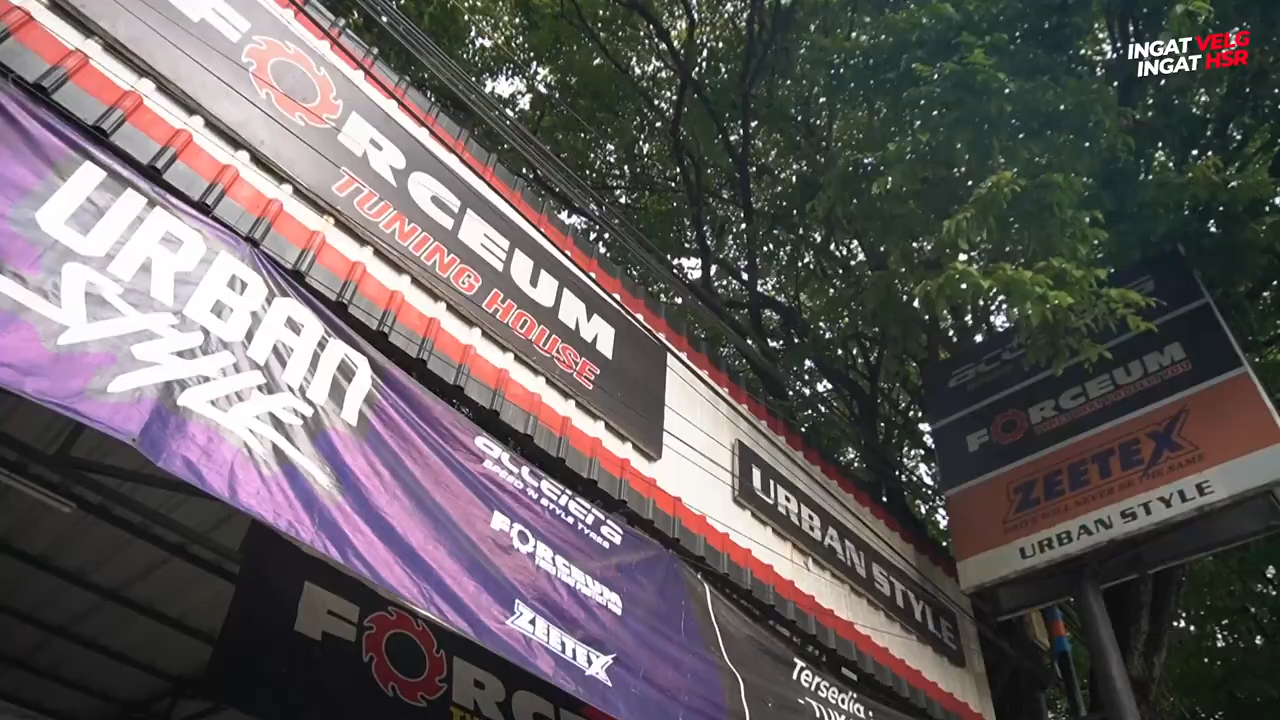 INGAT VELG
INGAT HSR
FORCEUM
TUNING HOUSE
URBAN
STYLE
accelera
SPEED 'N STYLE TYRES
FORCEUM
ZEETEX
FORCEUM
URBAN STYLE
FORCEUM
ZEETEX
URBAN STYLE
Tersedia :